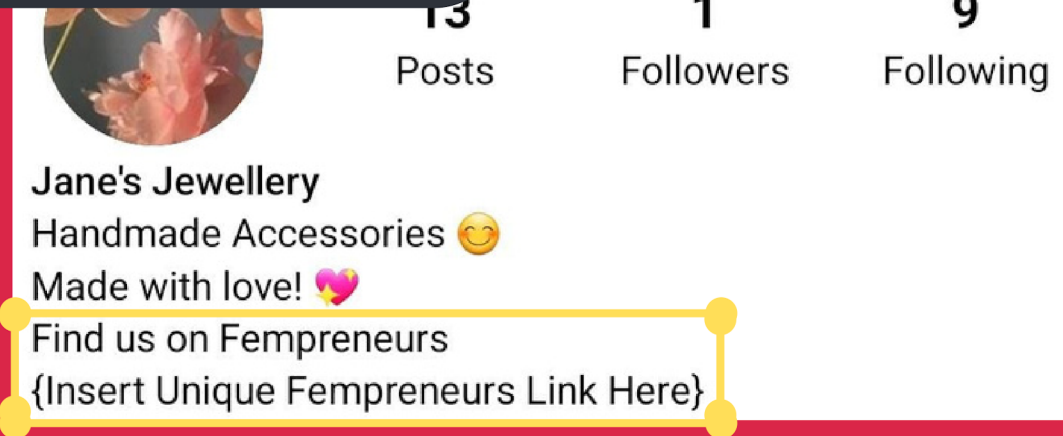 13 1 9
Posts Followers Following
Jane's Jewellery
Handmade Accessories 😊
Made with love! 💖
Find us on Fempreneurs
{Insert Unique Fempreneurs Link Here}